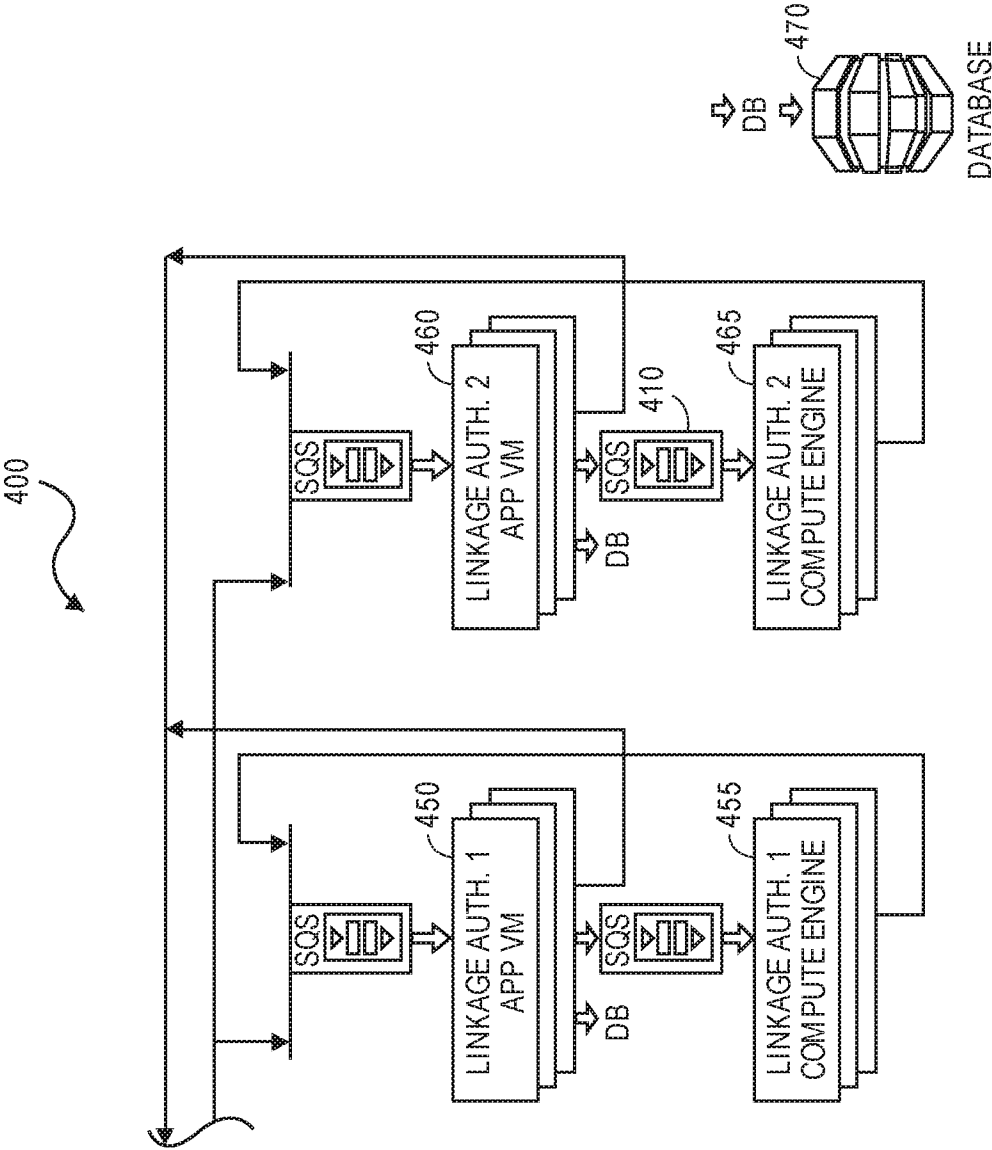 400
SQS
450
LINKAGE AUTH. 1
APP VM
DB
SQS
455
LINKAGE AUTH. 1
COMPUTE ENGINE
SQS
460
LINKAGE AUTH. 2
APP VM
DB
SQS
410
465
LINKAGE AUTH. 2
COMPUTE ENGINE
DB
470
DATABASE